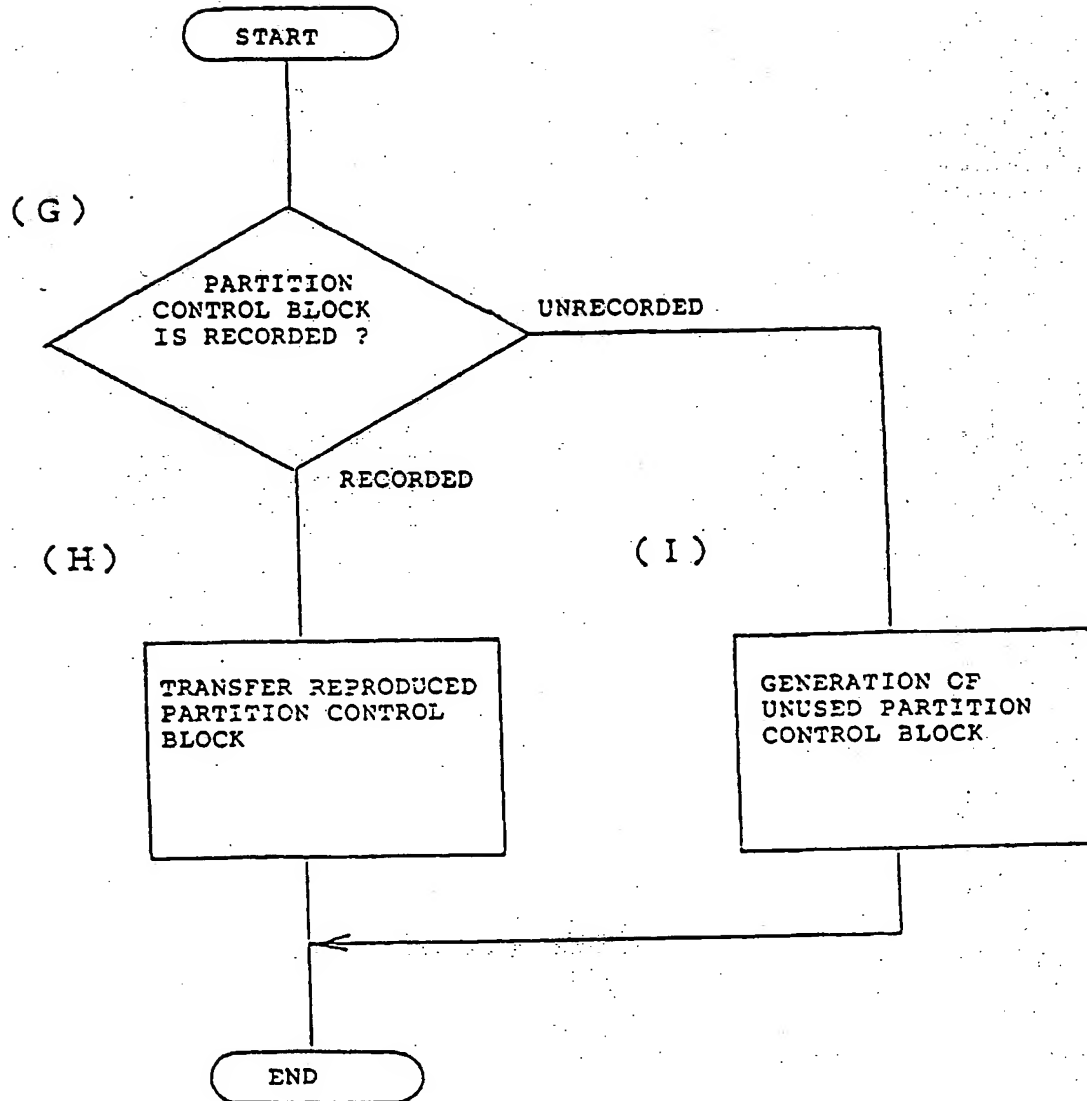 START
(G)
PARTITION
CONTROL BLOCK
IS RECORDED ?
UNRECORDED
RECORDED
(H)
(I)
TRANSFER REPRODUCED
PARTITION CONTROL
BLOCK
GENERATION OF
UNUSED PARTITION
CONTROL BLOCK
END